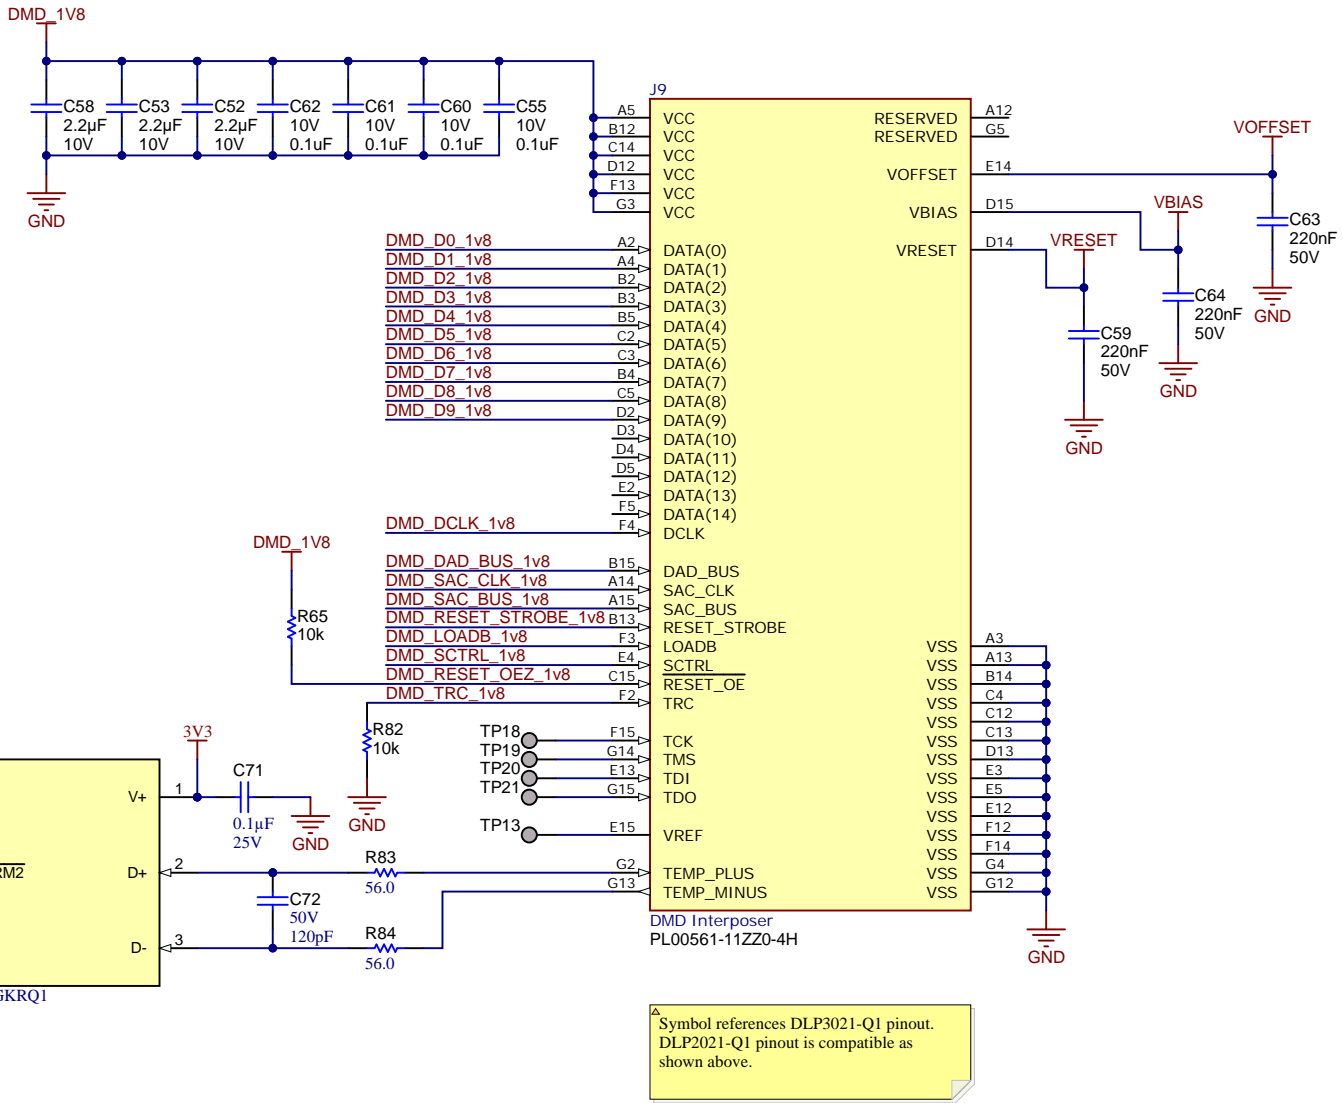 DMD_1V8
C58
2.2µF
10V
C53
2.2µF
10V
C52
2.2µF
10V
C62
10V
0.1uF
C61
10V
0.1uF
C60
10V
0.1uF
C55
10V
0.1uF
GND
J9
A5 VCC
B12 VCC
C14 VCC
D12 VCC
F13 VCC
G3 VCC
DMD_D0_1v8 A2 DATA(0)
DMD_D1_1v8 A4 DATA(1)
DMD_D2_1v8 B2 DATA(2)
DMD_D3_1v8 B3 DATA(3)
DMD_D4_1v8 B5 DATA(4)
DMD_D5_1v8 C2 DATA(5)
DMD_D6_1v8 C3 DATA(6)
DMD_D7_1v8 B4 DATA(7)
DMD_D8_1v8 C5 DATA(8)
DMD_D9_1v8 D2 DATA(9)
D3 DATA(10)
D4 DATA(11)
D5 DATA(12)
E2 DATA(13)
F5 DATA(14)
DMD_DCLK_1v8 F4 DCLK
DMD_DAD_BUS_1v8 B15 DAD_BUS
DMD_SAC_CLK_1v8 A14 SAC_CLK
DMD_SAC_BUS_1v8 A15 SAC_BUS
DMD_RESET_STROBE_1v8 B13 RESET_STROBE
DMD_LOADB_1v8 F3 LOADB
DMD_SCTRL_1v8 E4 SCTRL
DMD_RESET_OEZ_1v8 C15 RESET_OE
DMD_TRC_1v8 F2 TRC
DMD_1V8
R65
10k
R82
10k
GND
TP18 F15 TCK
TP19 G14 TMS
TP20 E13 TDI
TP21 G15 TDO
TP13 E15 VREF
G2 TEMP_PLUS
G13 TEMP_MINUS
RESERVED A12
RESERVED G5
VOFFSET E14
VBIAS D15
VRESET D14
VOFFSET
C63
220nF
50V
GND
VBIAS
C64
220nF
50V
GND
VRESET
C59
220nF
50V
GND
VSS A3
VSS A13
VSS B14
VSS C4
VSS C12
VSS C13
VSS D13
VSS E3
VSS E5
VSS E12
VSS F12
VSS F14
VSS G4
VSS G12
GND
DMD Interposer
PL00561-11ZZ0-4H
3V3
V+ 1
C71
0.1µF
25V
GND
RM2
D+ 2
R83
56.0
C72
50V
120pF
D- 3
R84
56.0
GKRQ1
Symbol references DLP3021-Q1 pinout.
DLP2021-Q1 pinout is compatible as
shown above.